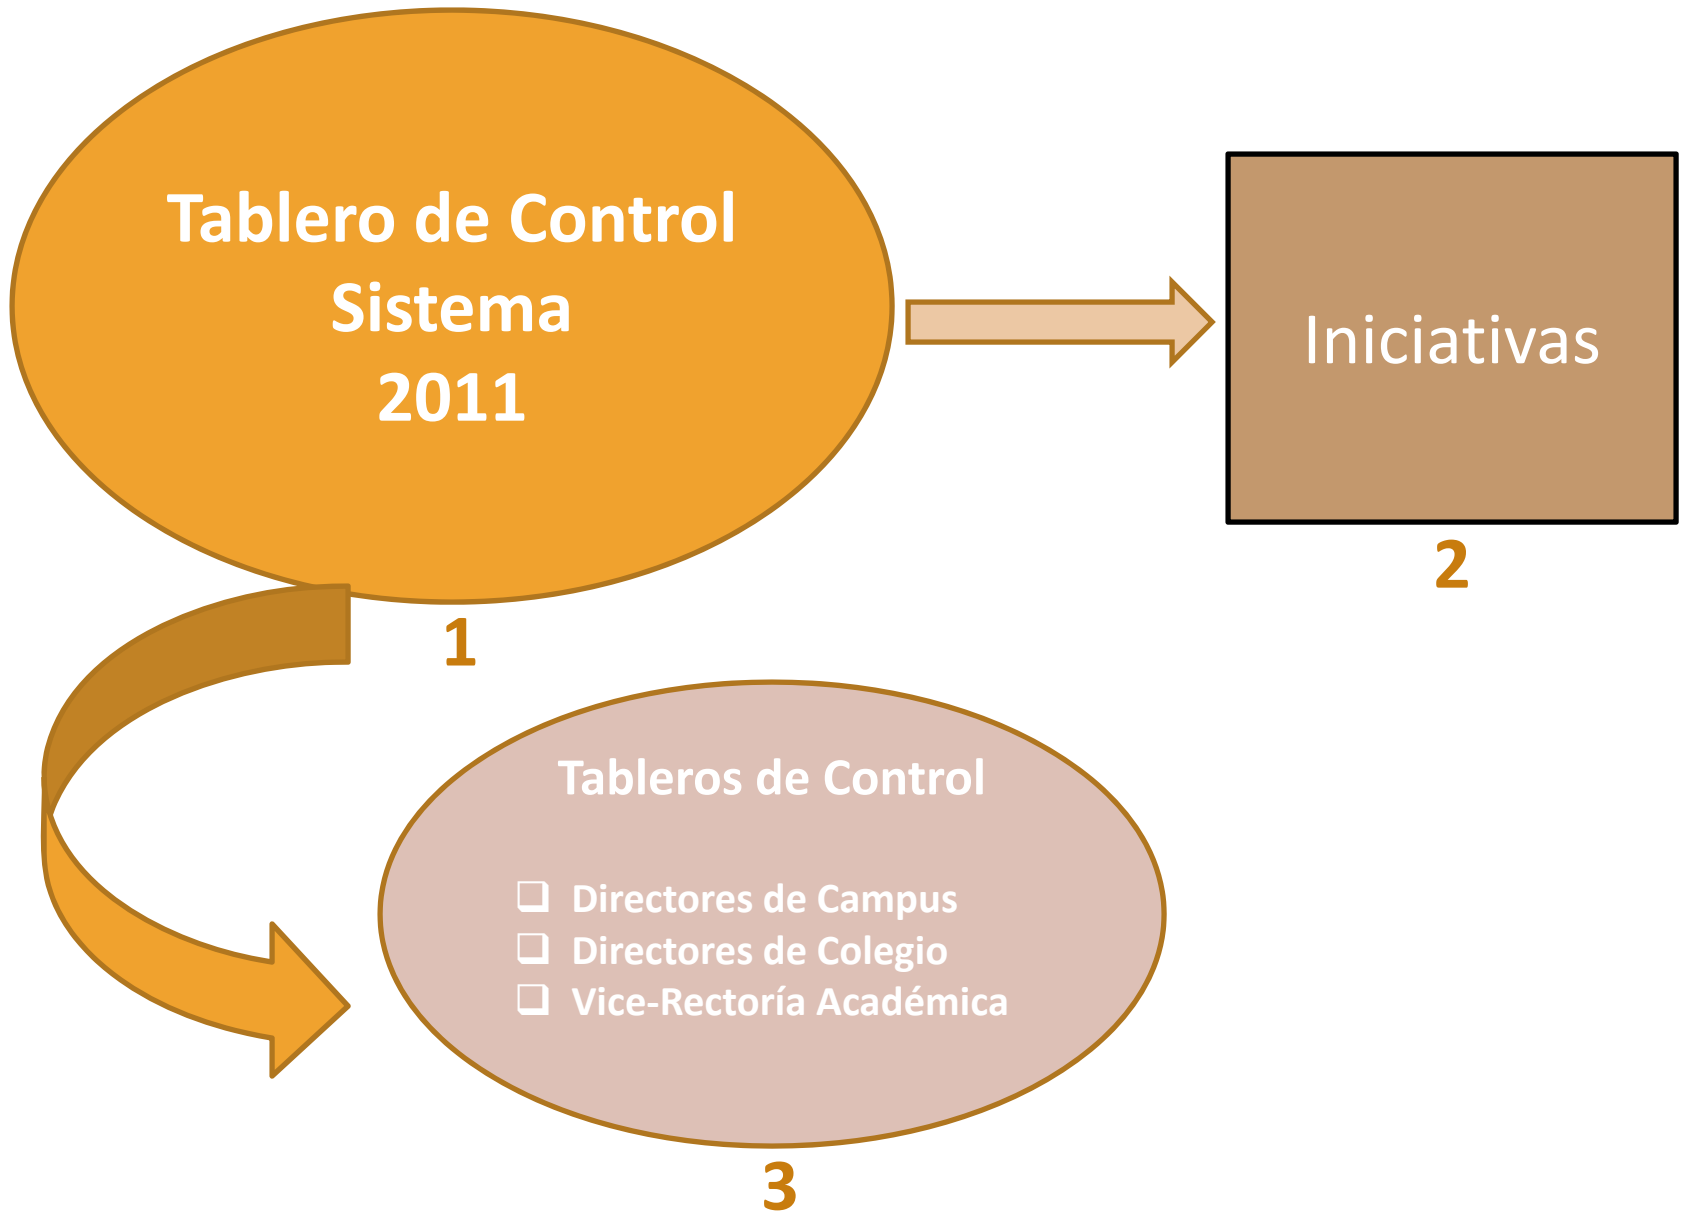 Tablero de Control
Sistema
2011
1
Iniciativas
2
Tableros de Control
❑ Directores de Campus
❑ Directores de Colegio
❑ Vice-Rectoría Académica
3